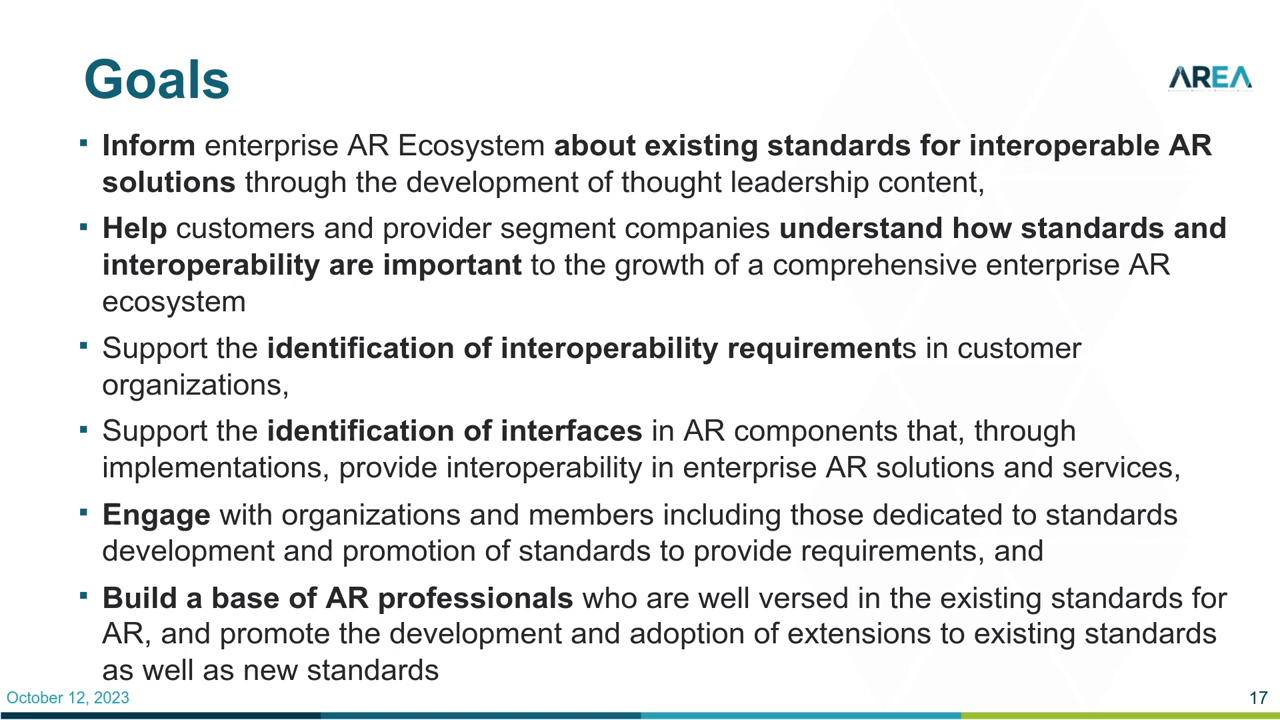 Goals
AREA
▪ Inform enterprise AR Ecosystem about existing standards for interoperable AR
solutions through the development of thought leadership content,
▪ Help customers and provider segment companies understand how standards and
interoperability are important to the growth of a comprehensive enterprise AR
ecosystem
▪ Support the identification of interoperability requirements in customer
organizations,
▪ Support the identification of interfaces in AR components that, through
implementations, provide interoperability in enterprise AR solutions and services,
▪ Engage with organizations and members including those dedicated to standards
development and promotion of standards to provide requirements, and
▪ Build a base of AR professionals who are well versed in the existing standards for
AR, and promote the development and adoption of extensions to existing standards
as well as new standards
October 12, 2023
17